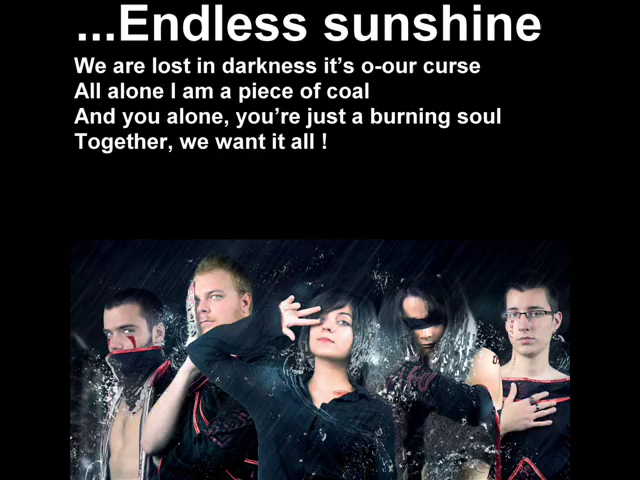 ...Endless sunshine
We are lost in darkness it’s o-our curse
All alone I am a piece of coal
And you alone, you’re just a burning soul
Together, we want it all !